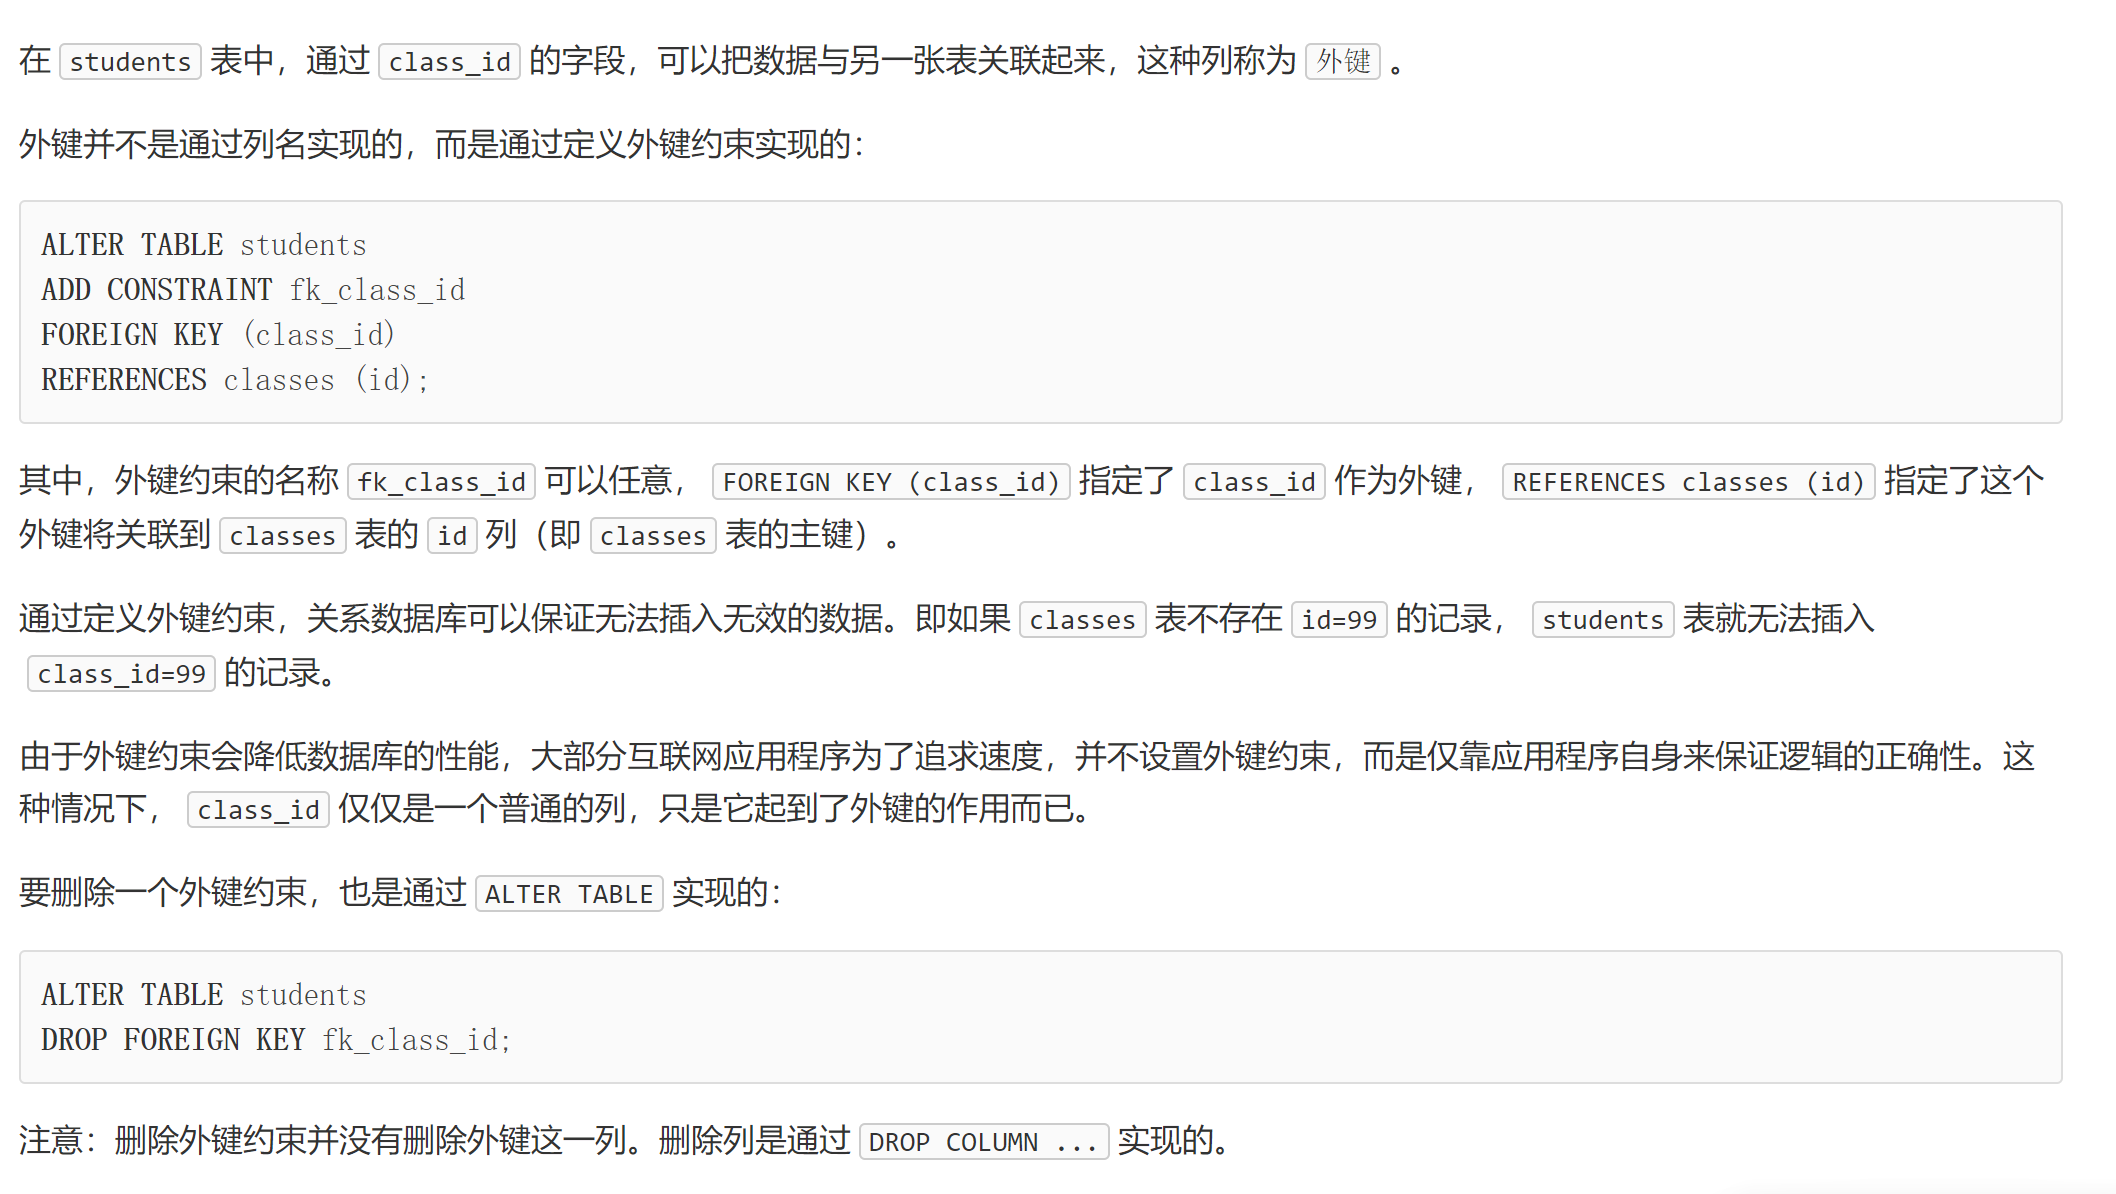 在 students 表中，通过 class_id 的字段，可以把数据与另一张表关联起来，这种列称为 外键 。
外键并不是通过列名实现的，而是通过定义外键约束实现的：
ALTER TABLE students
ADD CONSTRAINT fk_class_id
FOREIGN KEY (class_id)
REFERENCES classes (id);
其中，外键约束的名称 fk_class_id 可以任意， FOREIGN KEY (class_id) 指定了 class_id 作为外键， REFERENCES classes (id) 指定了这个
外键将关联到 classes 表的 id 列（即 classes 表的主键）。
通过定义外键约束，关系数据库可以保证无法插入无效的数据。即如果 classes 表不存在 id=99 的记录， students 表就无法插入
class_id=99 的记录。
由于外键约束会降低数据库的性能，大部分互联网应用程序为了追求速度，并不设置外键约束，而是仅靠应用程序自身来保证逻辑的正确性。这
种情况下， class_id 仅仅是一个普通的列，只是它起到了外键的作用而已。
要删除一个外键约束，也是通过 ALTER TABLE 实现的：
ALTER TABLE students
DROP FOREIGN KEY fk_class_id;
注意：删除外键约束并没有删除外键这一列。删除列是通过 DROP COLUMN ... 实现的。